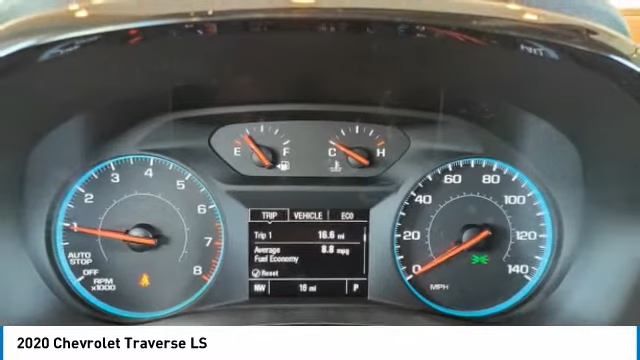 E F C H
1 2 3 4 5 6 7 8
AUTO
STOP
OFF
RPM
x1000
TRIP VEHICLE ECO
Trip 1 16.6 mi
Average 8.8 mpg
Fuel Economy
Reset
NW 16 mi P
0 20 40 60 80 100 120 140
MPH
2020 Chevrolet Traverse LS